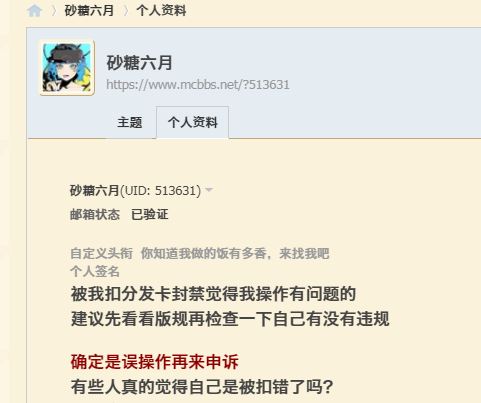 砂糖六月 〉 个人资料
砂糖六月
https://www.mcbbs.net/?513631
主题 个人资料
砂糖六月(UID: 513631)
邮箱状态 已验证
自定义头衔 你知道我做的饭有多香，来找我吧
个人签名
被我扣分发卡封禁觉得我操作有问题的
建议先看看版规再检查一下自己有没有违规
确定是误操作再来申诉
有些人真的觉得自己是被扣错了吗？